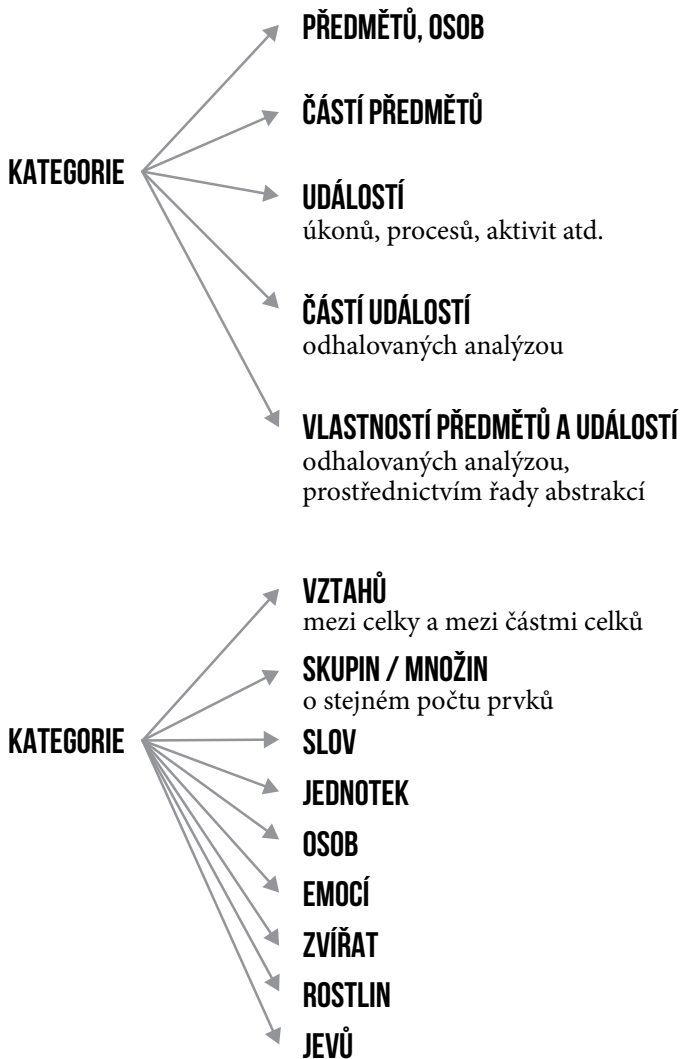 PŘEDMĚTŮ, OSOB
ČÁSTÍ PŘEDMĚTŮ
KATEGORIE
UDÁLOSTÍ
úkonů, procesů, aktivit atd.
ČÁSTÍ UDÁLOSTÍ
odhalovaných analýzou
VLASTNOSTÍ PŘEDMĚTŮ A UDÁLOSTÍ
odhalovaných analýzou,
prostřednictvím řady abstrakcí
VZTAHŮ
mezi celky a mezi částmi celků
SKUPIN / MNOŽIN
o stejném počtu prvků
KATEGORIE
SLOV
JEDNOTEK
OSOB
EMOCÍ
ZVÍŘAT
ROSTLIN
JEVŮ